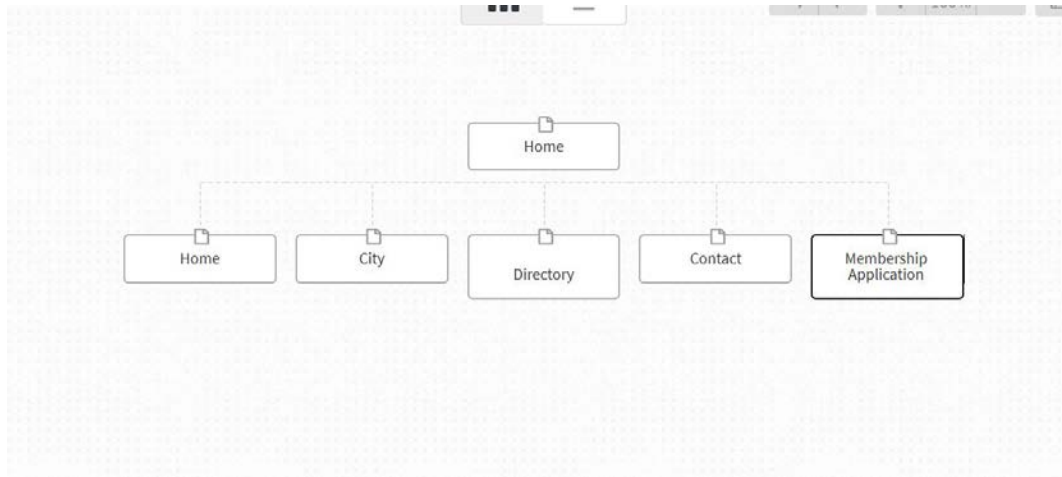 Home
Home
City
Directory
Contact
Membership
Application